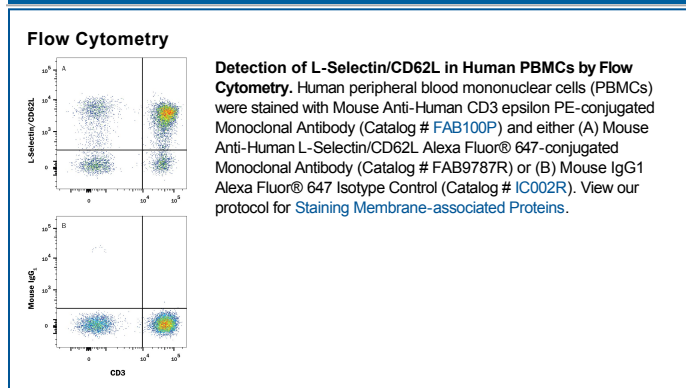 Flow Cytometry
A
10⁵
10⁴
10³
0
L-Selectin/CD62L
0
10⁴
10⁵
Detection of L-Selectin/CD62L in Human PBMCs by Flow
Cytometry. Human peripheral blood mononuclear cells (PBMCs)
were stained with Mouse Anti-Human CD3 epsilon PE-conjugated
Monoclonal Antibody (Catalog # FAB100P) and either (A) Mouse
Anti-Human L-Selectin/CD62L Alexa Fluor® 647-conjugated
Monoclonal Antibody (Catalog # FAB9787R) or (B) Mouse IgG1
Alexa Fluor® 647 Isotype Control (Catalog # IC002R). View our
protocol for Staining Membrane-associated Proteins.
B
10⁵
10⁴
10³
0
Mouse IgG₁
0
10⁴
10⁵
CD3